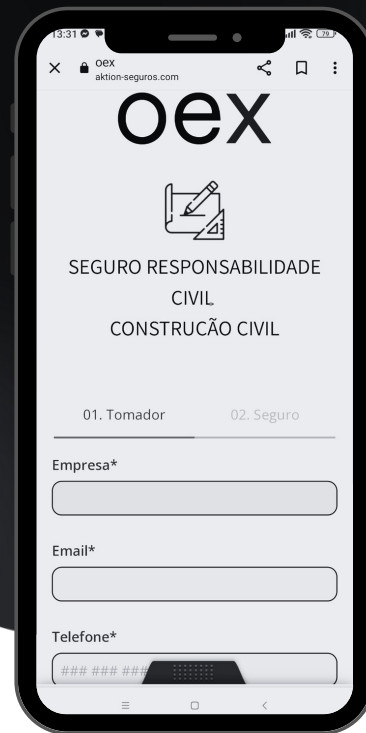 13:31
79
oex
aktion-seguros.com
oex
SEGURO RESPONSABILIDADE
CIVIL
CONSTRUCÃO CIVIL
01. Tomador
02. Seguro
Empresa*
Email*
Telefone*
### ### ###